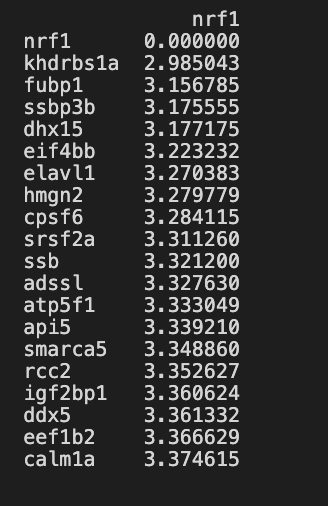 nrf1
nrf1 0.000000
khdrbs1a 2.985043
fubp1 3.156785
ssbp3b 3.175555
dhx15 3.177175
eif4bb 3.223232
elavl1 3.270383
hmgn2 3.279779
cpsf6 3.284115
srsf2a 3.311260
ssb 3.321200
adssl 3.327630
atp5f1 3.333049
api5 3.339210
smarca5 3.348860
rcc2 3.352627
igf2bp1 3.360624
ddx5 3.361332
eef1b2 3.366629
calm1a 3.374615